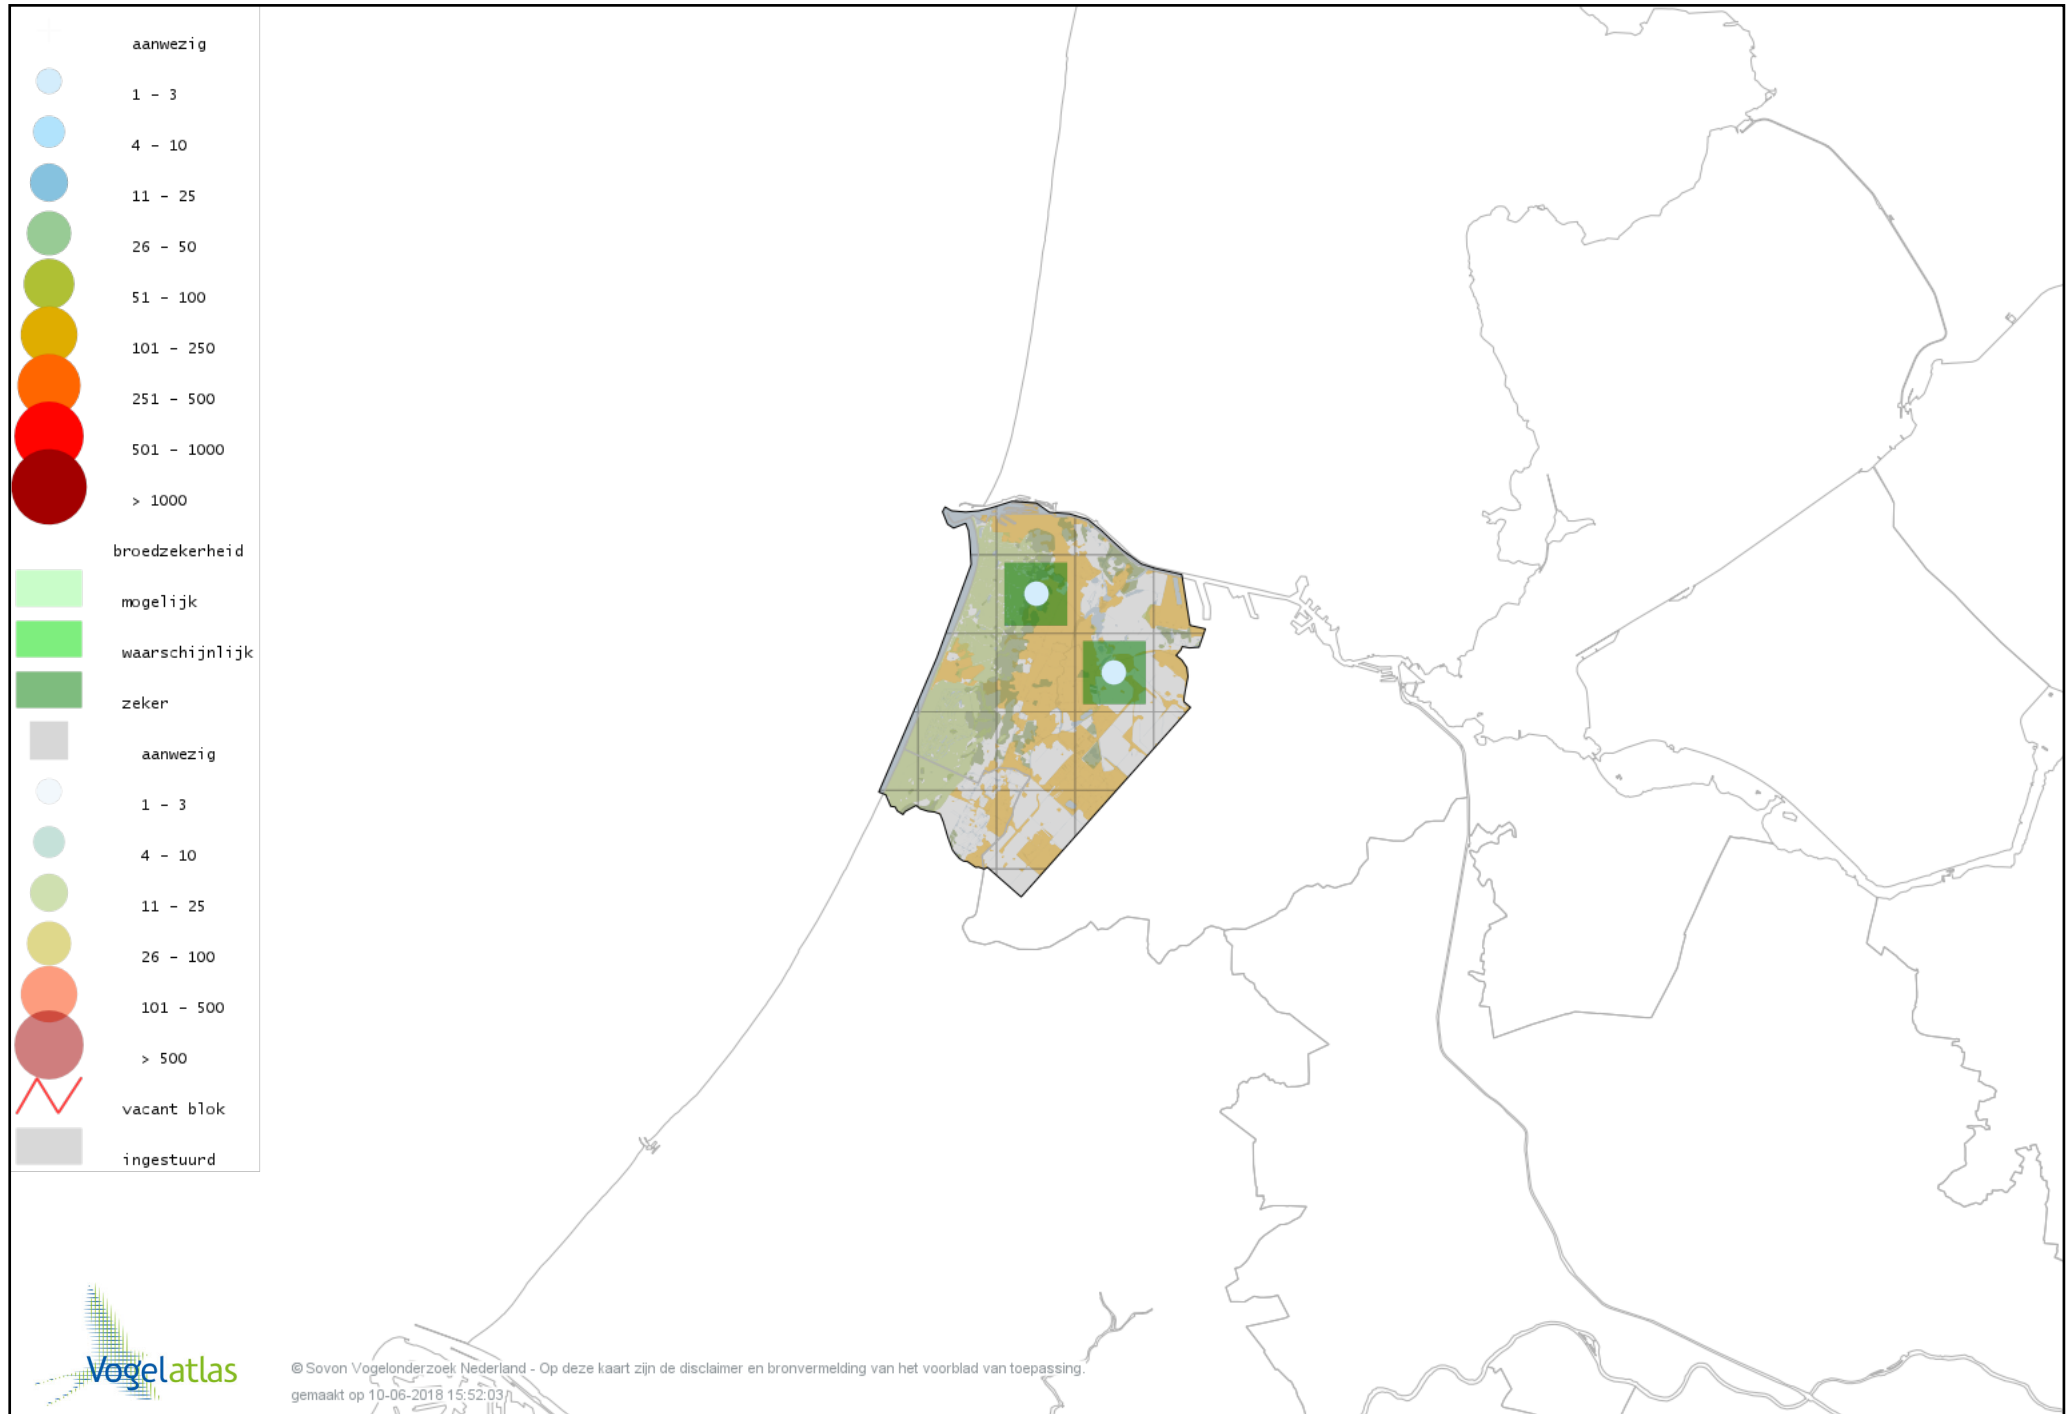 aanwezig
1 - 3
4 - 10
11 - 25
26 - 50
51 - 100
101 - 250
251 - 500
501 - 1000
> 1000
broedzekerheid
mogelijk
waarschijnlijk
zeker
aanwezig
1 - 3
4 - 10
11 - 25
26 - 100
101 - 500
> 500
vacant blok
ingestuurd
Vogelatlas
© Sovon Vogelonderzoek Nederland - Op deze kaart zijn de disclaimer en bronvermelding van het voorblad van toepassing.
gemaakt op 10-06-2018 15:52:03